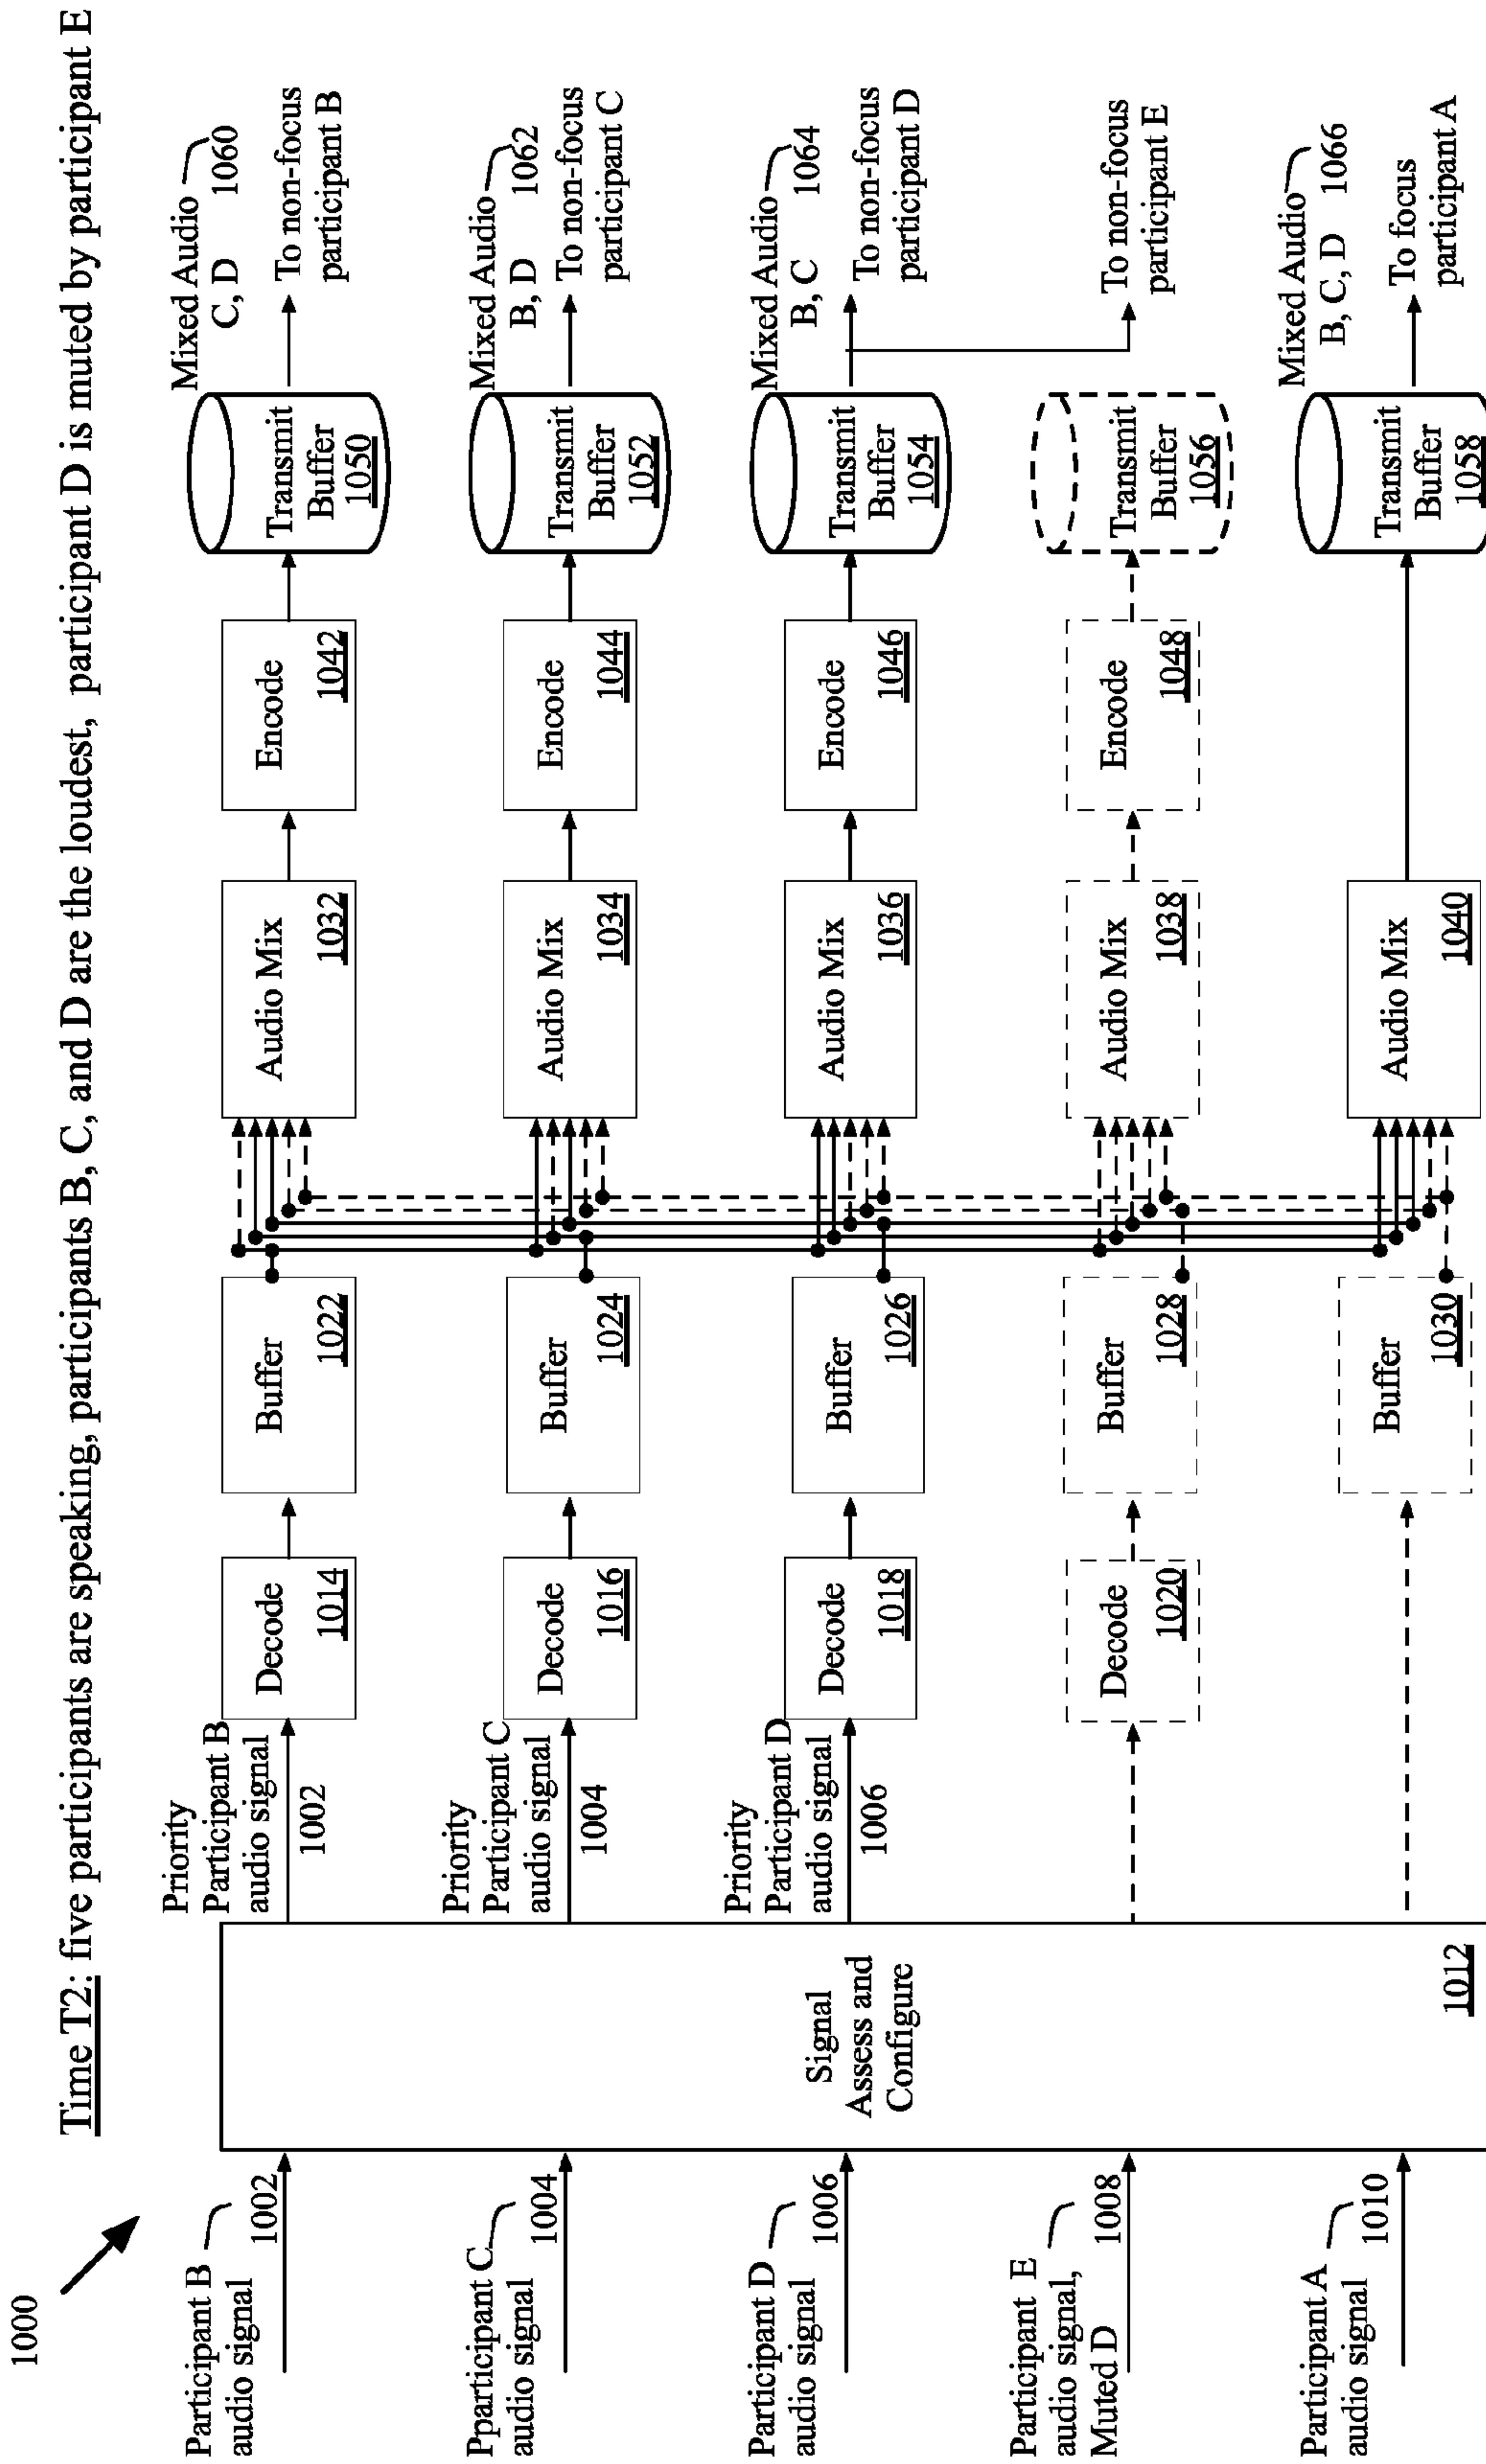 1000
Time T2: five participants are speaking, participants B, C, and D are the loudest, participant D is muted by participant E
Participant B
audio signal
1002
Priority
Participant B
audio signal
1002
Decode
1014
Buffer
1022
Audio Mix
1032
Encode
1042
Transmit
Buffer
1050
Mixed Audio
C, D 1060
To non-focus
participant B
Pparticipant C
audio signal
1004
Priority
Participant C
audio signal
1004
Decode
1016
Buffer
1024
Audio Mix
1034
Encode
1044
Transmit
Buffer
1052
Mixed Audio
B, D 1062
To non-focus
participant C
Participant D
audio signal
1006
Signal
Assess and
Configure
1012
Priority
Participant D
audio signal
1006
Decode
1018
Buffer
1026
Audio Mix
1036
Encode
1046
Transmit
Buffer
1054
Mixed Audio
B, C 1064
To non-focus
participant D
Participant E
audio signal,
Muted D
1008
Decode
1020
Buffer
1028
Audio Mix
1038
Encode
1048
Transmit
Buffer
1056
To non-focus
participant E
Participant A
audio signal
1010
Buffer
1030
Audio Mix
1040
Transmit
Buffer
1058
Mixed Audio
B, C, D 1066
To focus
participant A